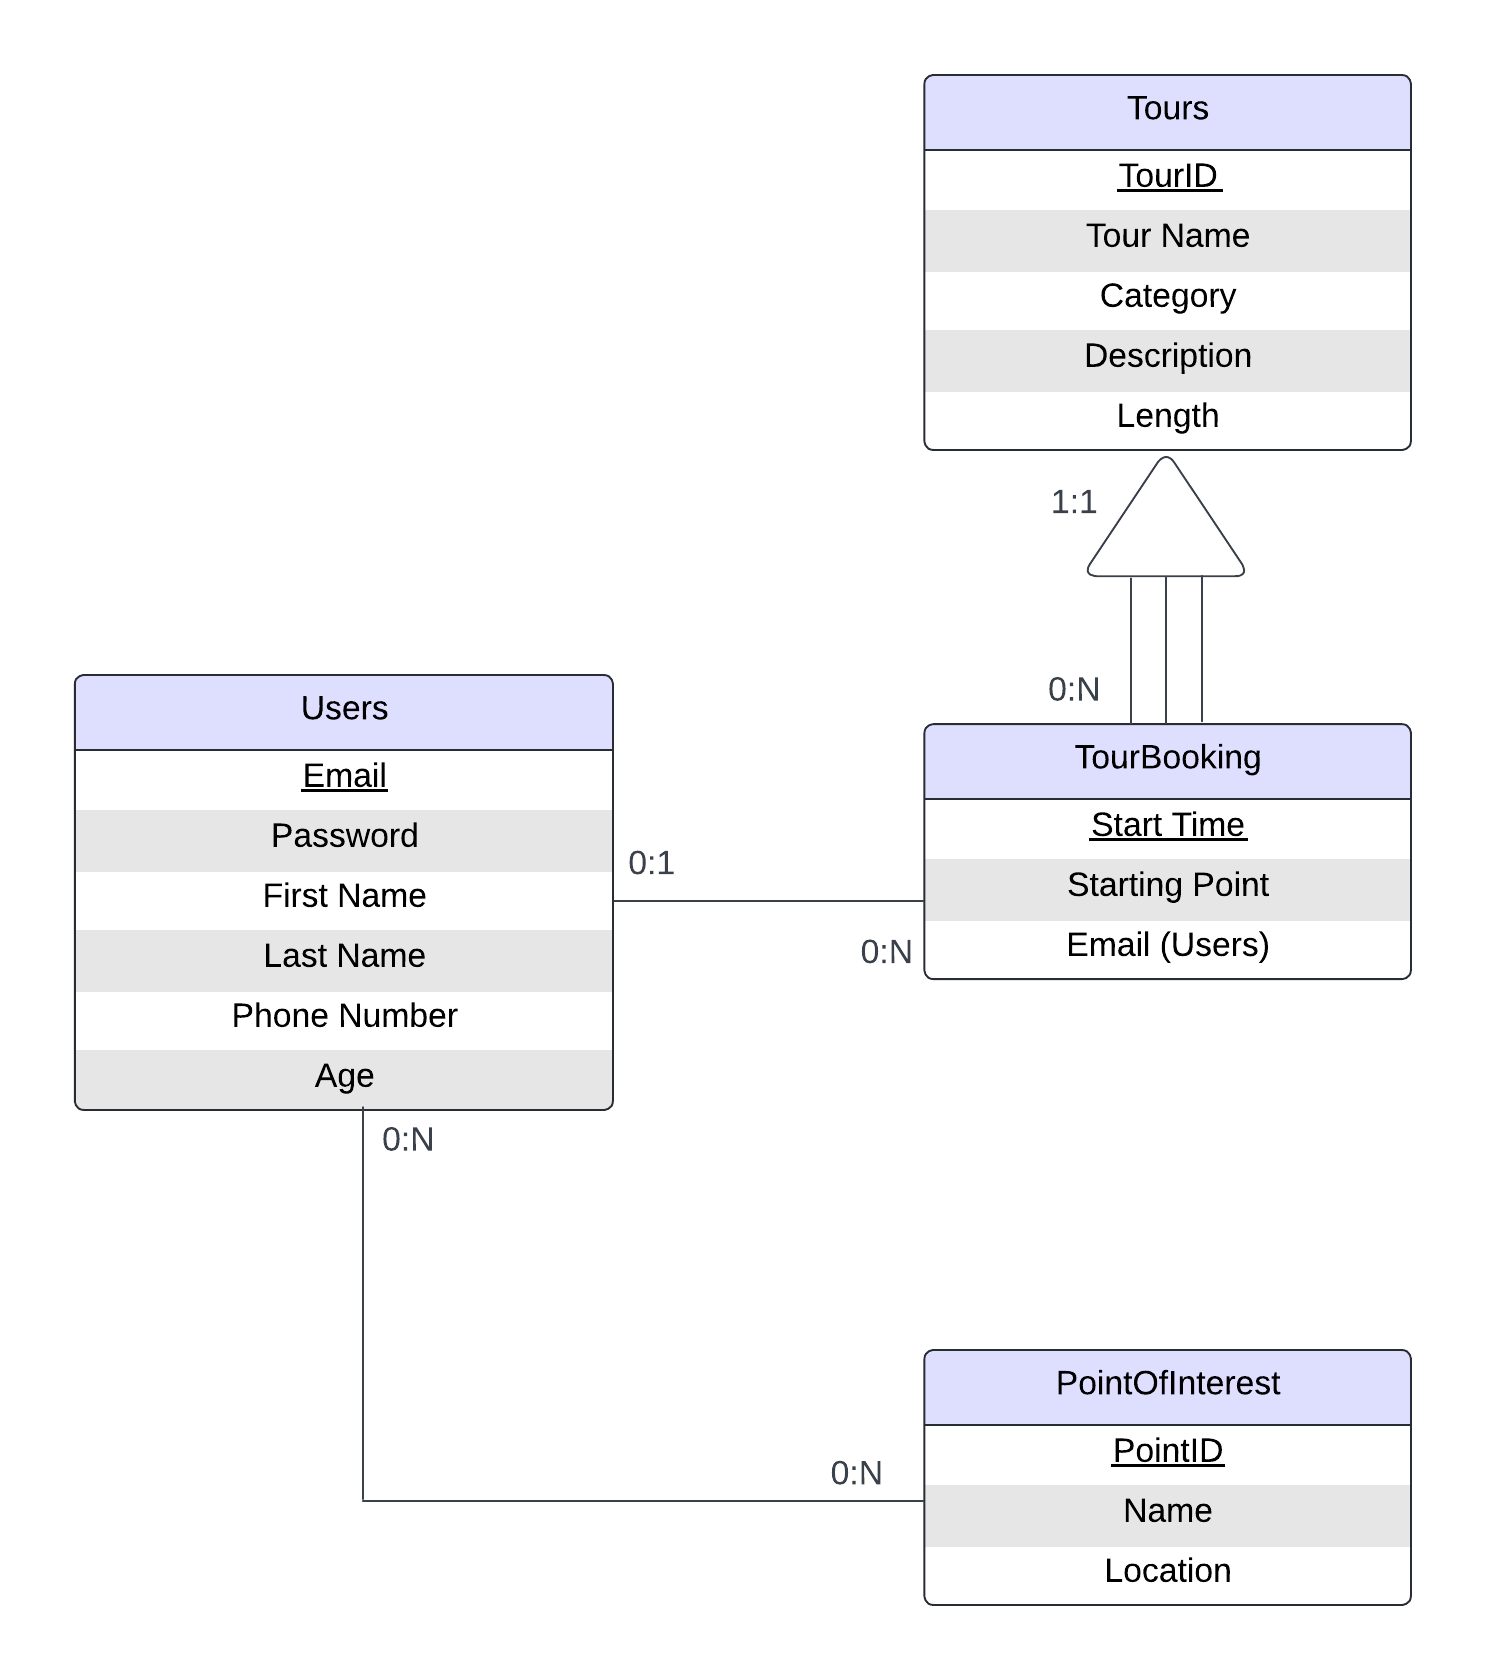 Tours
TourID
Tour Name
Category
Description
Length
1:1
0:N
Users
Email
Password
First Name
Last Name
Phone Number
Age
0:1
0:N
TourBooking
Start Time
Starting Point
Email (Users)
0:N
0:N
PointOfInterest
PointID
Name
Location